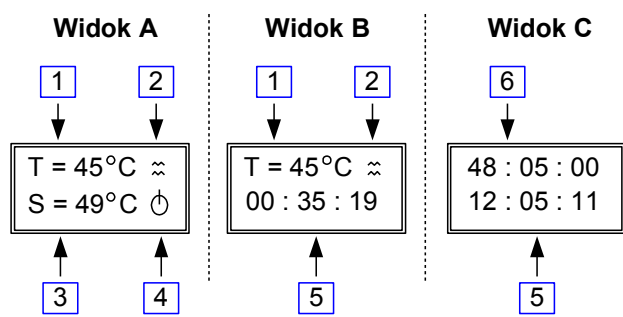 Widok A
Widok B
Widok C
1 2
1 2
6
T = 45°C ≈
S = 49°C ⏻
T = 45°C ≈
00 : 35 : 19
48 : 05 : 00
12 : 05 : 11
3 4
5
5